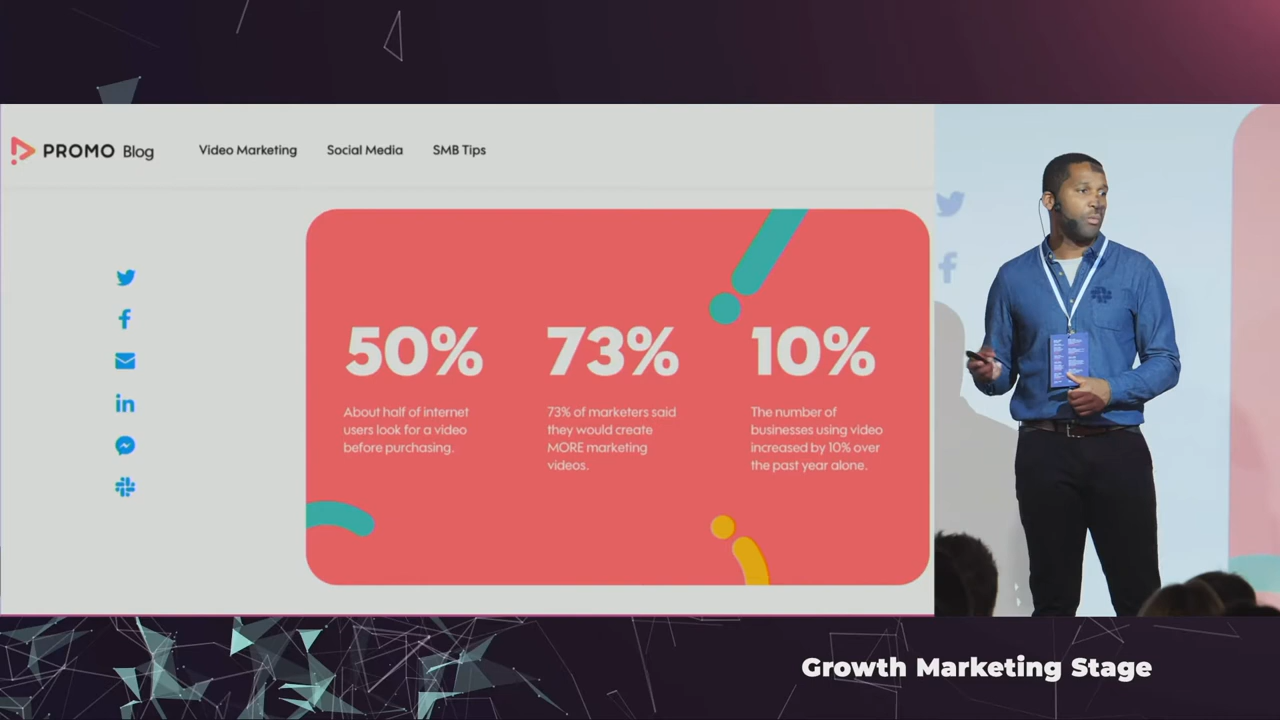 PROMO Blog
Video Marketing
Social Media
SMB Tips
50%
73%
10%
About half of internet
users look for a video
before purchasing.
73% of marketers said
they would create
MORE marketing
videos.
The number of
businesses using video
increased by 10% over
the past year alone.
Growth Marketing Stage